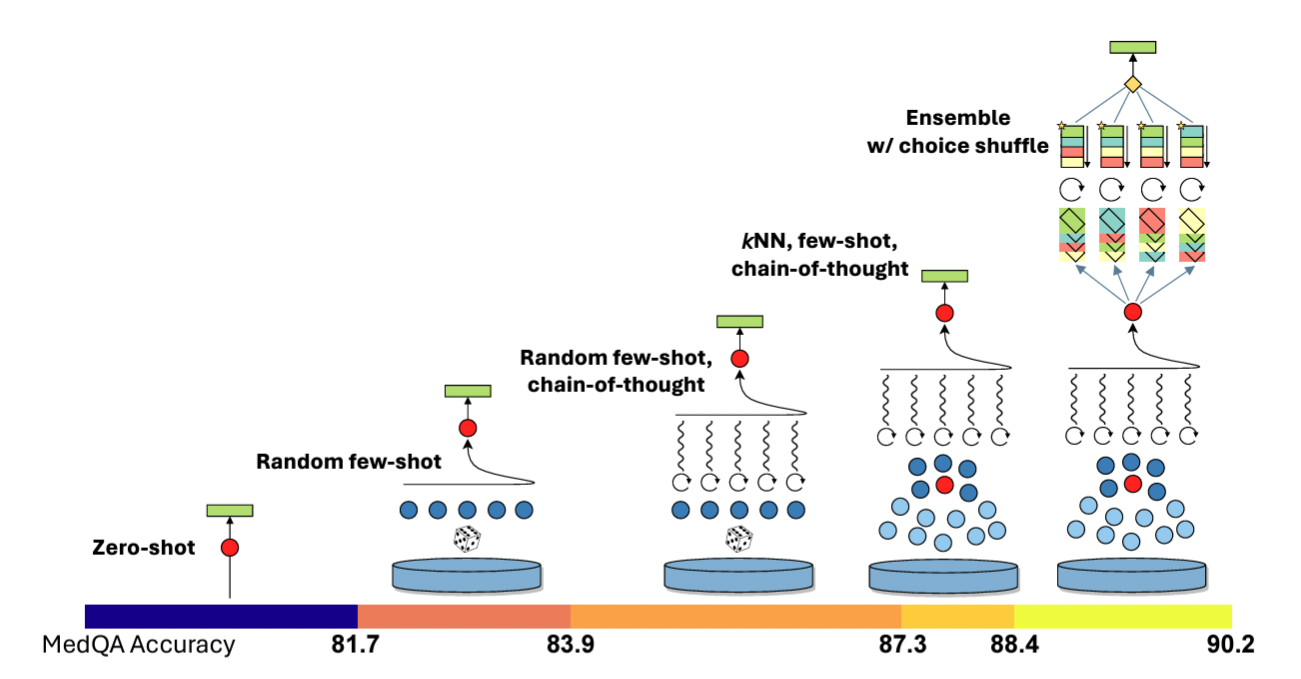 Ensemble
w/ choice shuffle
kNN, few-shot,
chain-of-thought
Random few-shot,
chain-of-thought
Random few-shot
Zero-shot
MedQA Accuracy 81.7 83.9 87.3 88.4 90.2